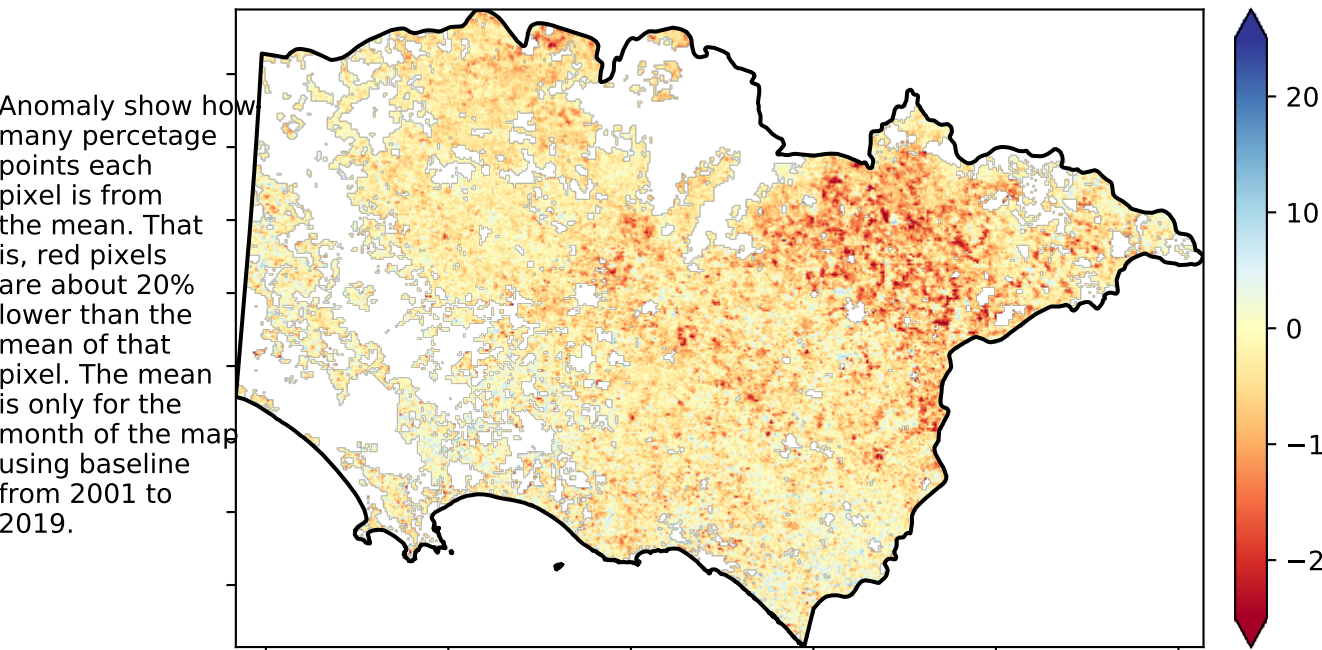 Anomaly show how
many percetage
points each
pixel is from
the mean. That
is, red pixels
are about 20%
lower than the
mean of that
pixel. The mean
is only for the
month of the map
using baseline
from 2001 to
2019.
20
10
0
−1
−2